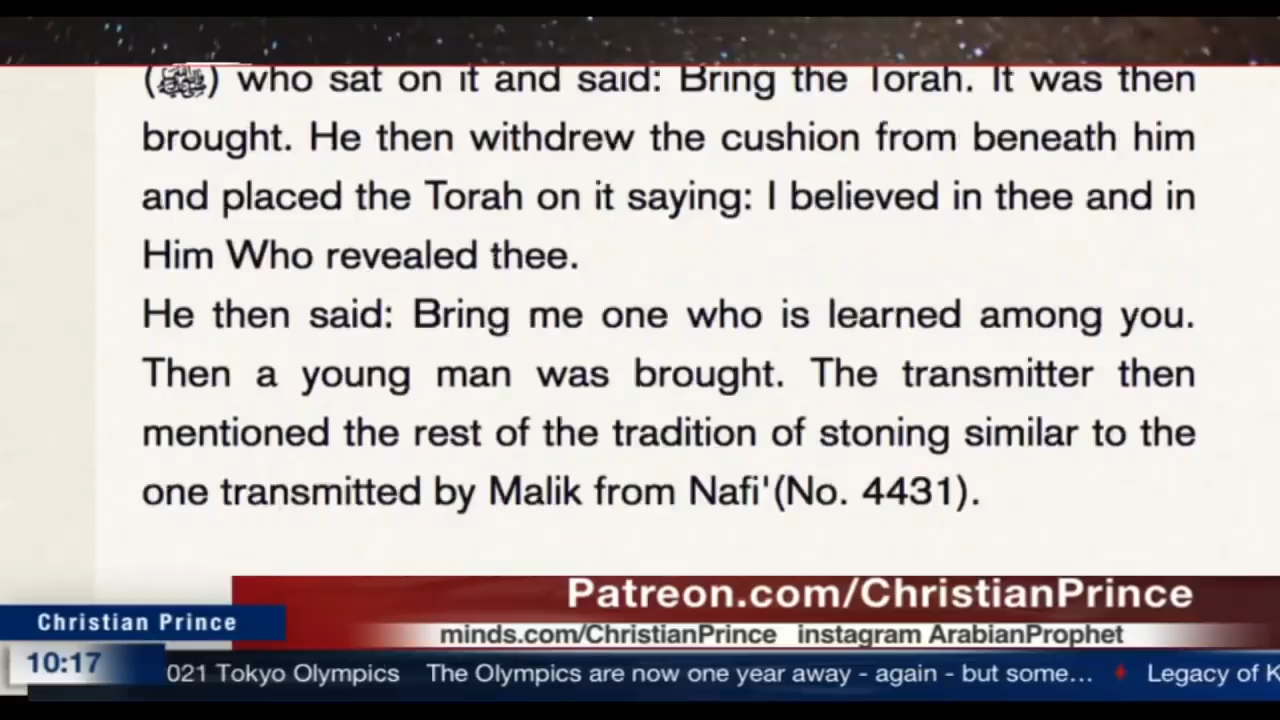 (ﷺ) who sat on it and said: Bring the Torah. It was then
brought. He then withdrew the cushion from beneath him
and placed the Torah on it saying: I believed in thee and in
Him Who revealed thee.
He then said: Bring me one who is learned among you.
Then a young man was brought. The transmitter then
mentioned the rest of the tradition of stoning similar to the
one transmitted by Malik from Nafi'(No. 4431).
Patreon.com/ChristianPrince
Christian Prince
minds.com/ChristianPrince instagram ArabianProphet
10:17
021 Tokyo Olympics The Olympics are now one year away - again - but some... Legacy of K